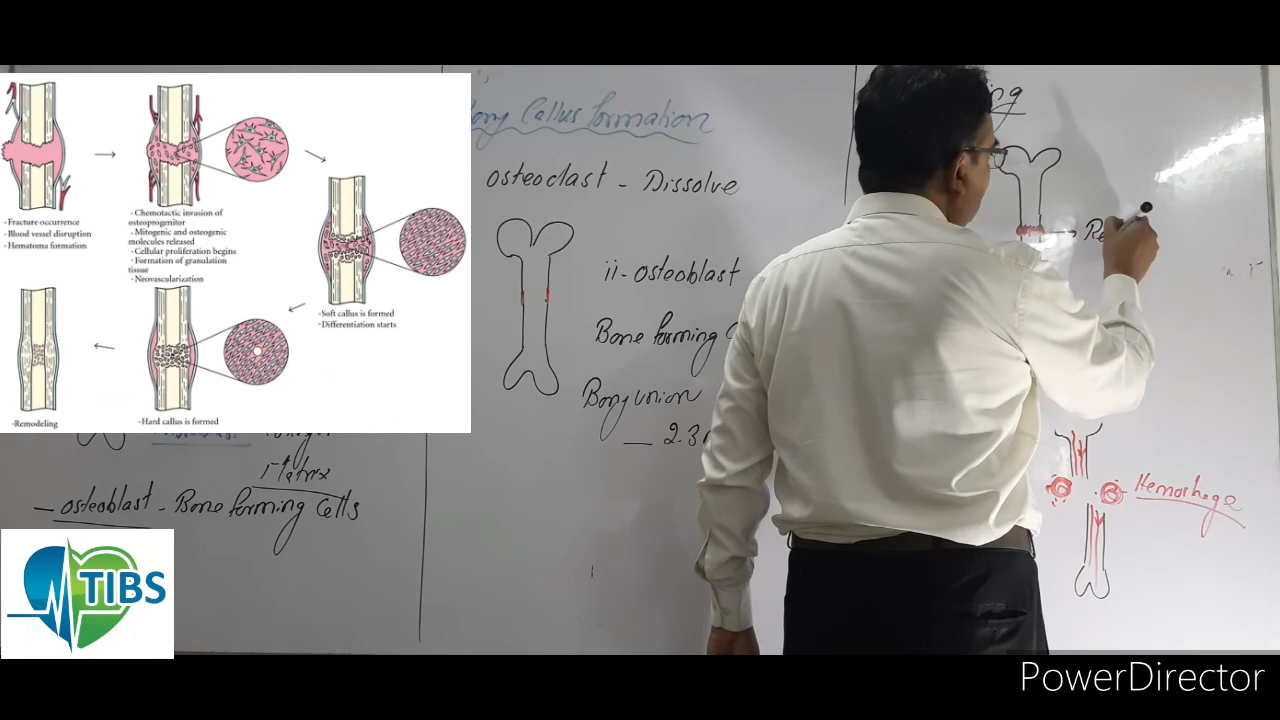 -Fracture occurrence
-Blood vessel disruption
-Hematoma formation
-Chemotactic invasion of
osteoprogenitor
-Mitogenic and osteogenic
molecules released
-Cellular proliferation begins
-Formation of granulation
tissue
-Neovascularization
-Soft callus is formed
-Differentiation starts
-Remodeling
-Hard callus is formed
Callus formation
osteoclast - Dissolve
ii-osteoblast
Bone forming
Bony union
- 2.3
Matrix
- osteoblast - Bone forming Cells
Hemorhage
TIBS
PowerDirector